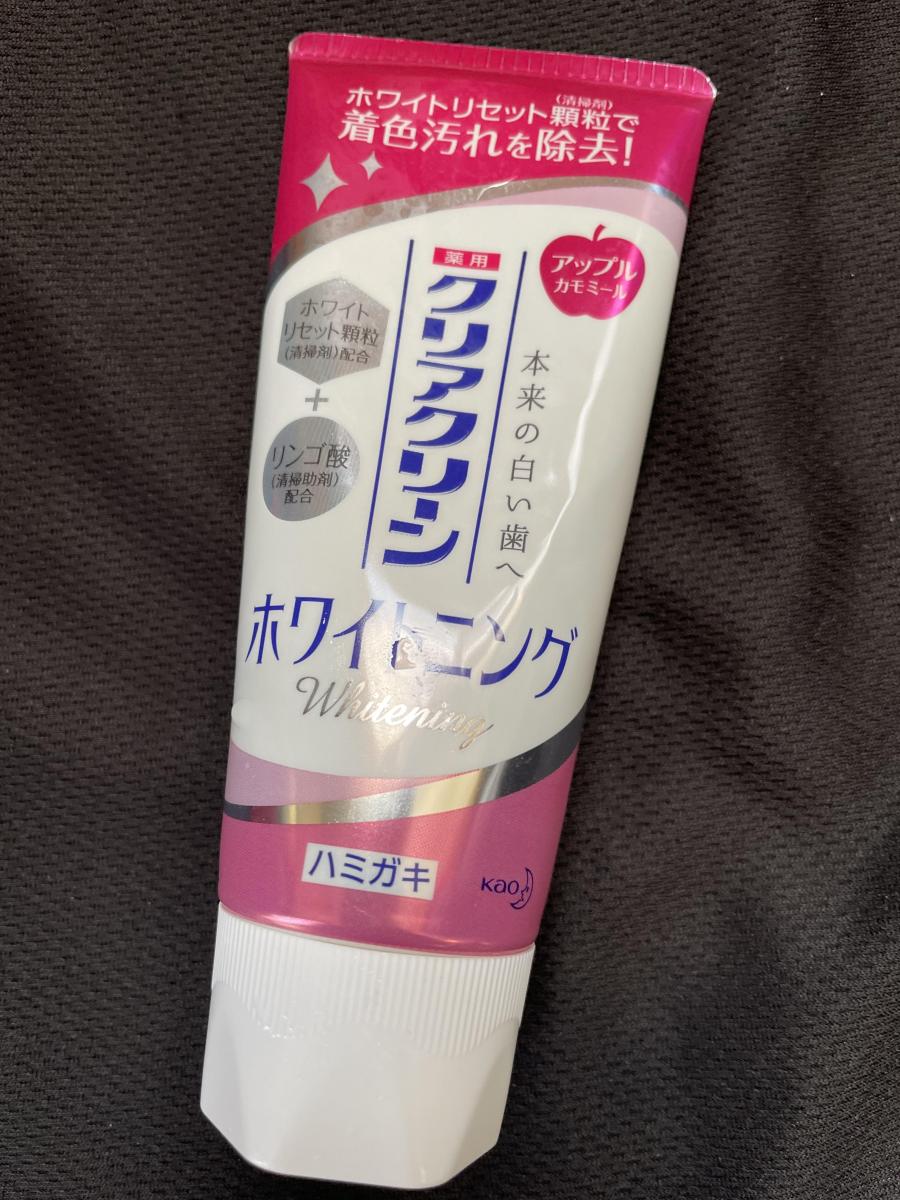 ホワイトリセット顆粒で
(清掃剤)
着色汚れを除去!
アップル
カモミール
薬用
クリアクリーン
本来の白い歯へ
ホワイト
リセット顆粒
(清掃剤)配合
+
リンゴ酸
(清掃助剤)
配合
ホワイトニング
Whitening
ハミガキ
Kao